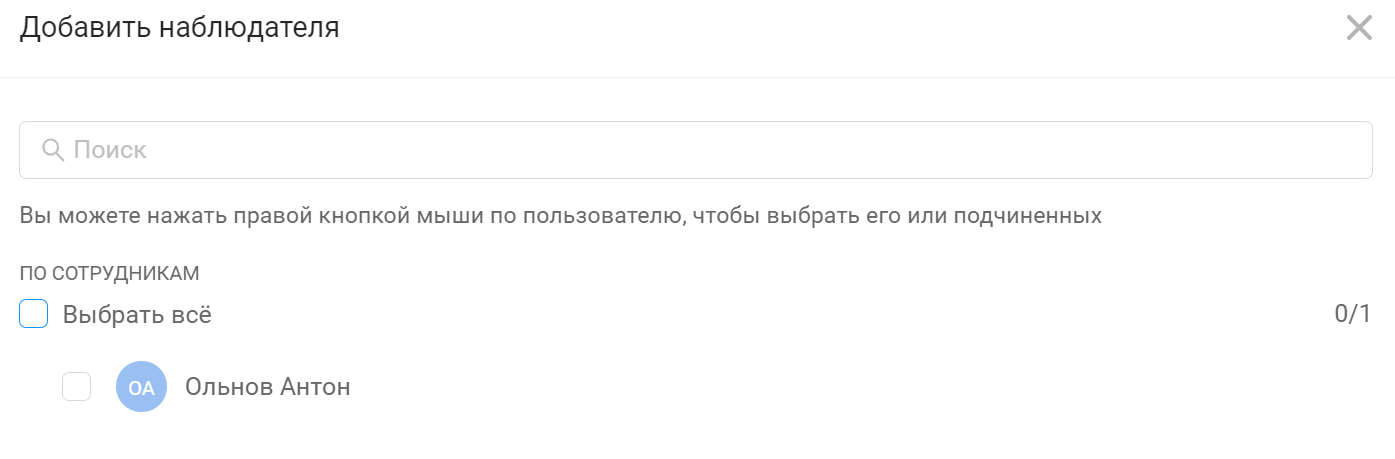 Добавить наблюдателя
Поиск
Вы можете нажать правой кнопкой мыши по пользователю, чтобы выбрать его или подчиненных
ПО СОТРУДНИКАМ
Выбрать всё 0/1
ОА Ольнов Антон